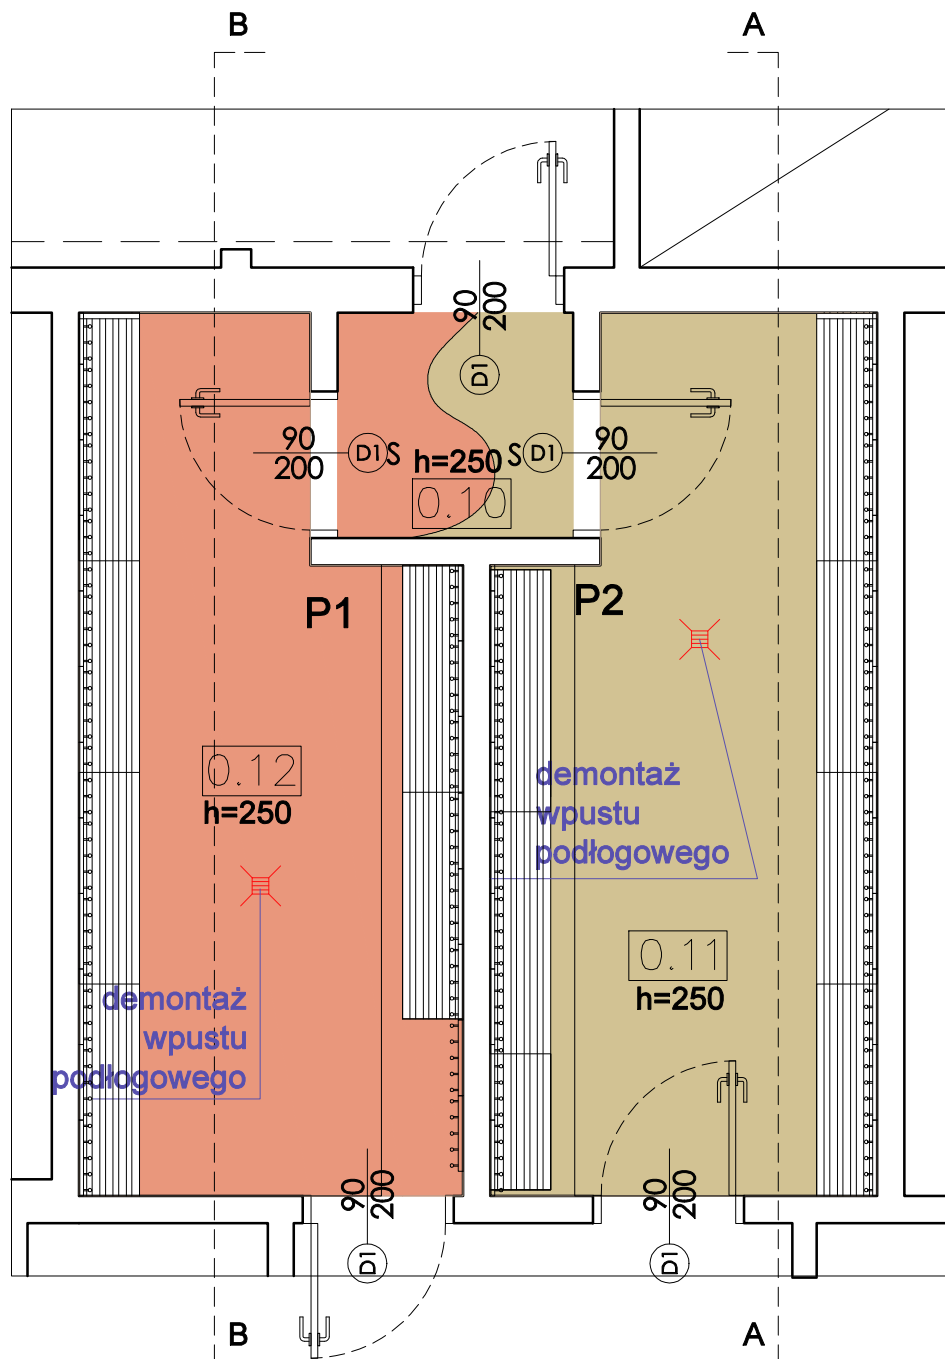 B
A
90
200
D1
90
200
D1 S
h=250
S D1
90
200
0.10
P1
P2
0.12
h=250
demontaż
wpustu
podłogowego
0.11
h=250
demontaż
wpustu
podłogowego
90
200
D1
90
200
D1
B
A